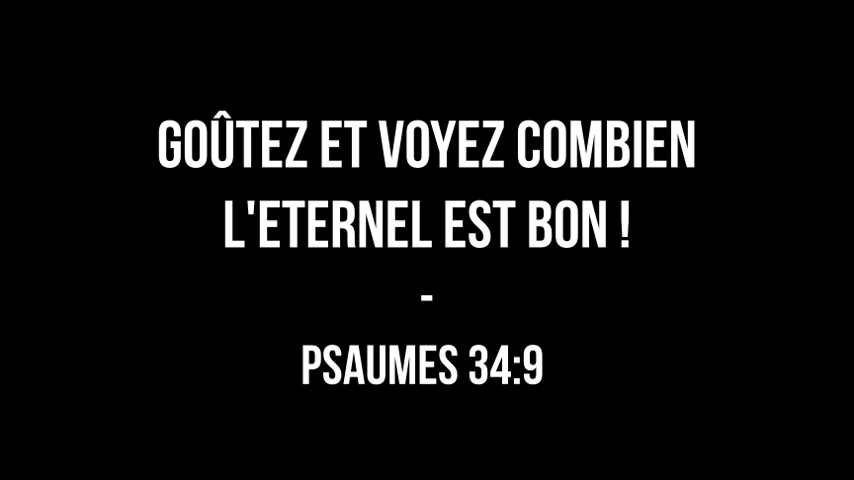 GOÛTEZ ET VOYEZ COMBIEN
L'ETERNEL EST BON !
-
PSAUMES 34:9